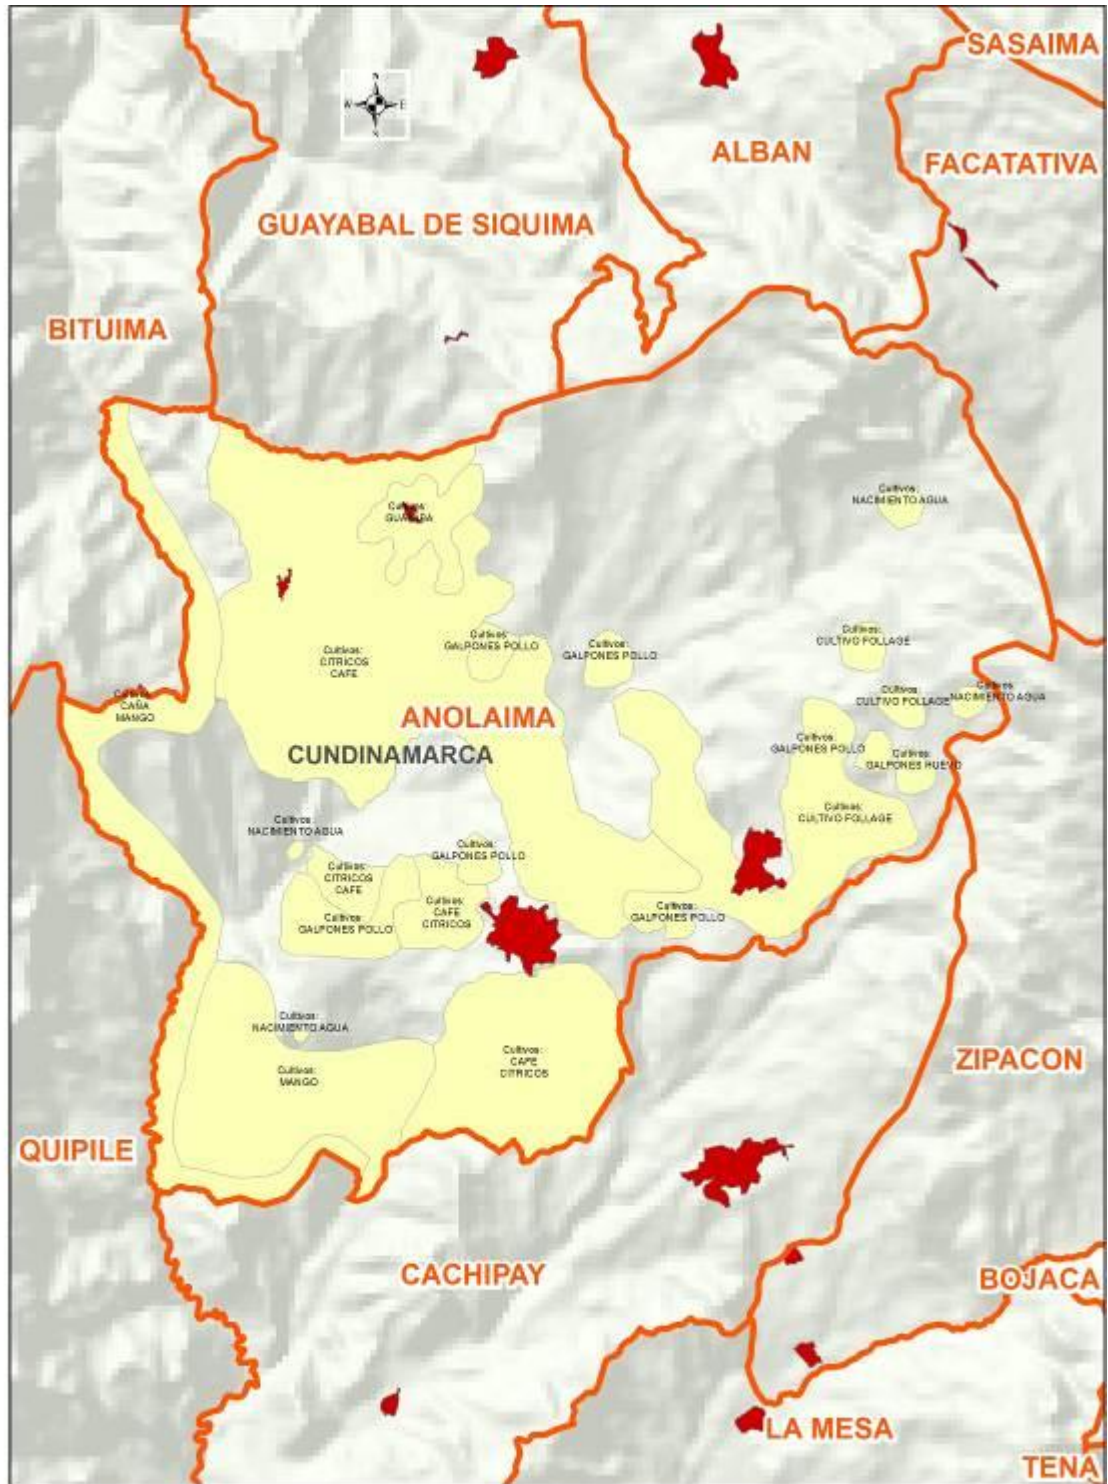 SASAIMA
ALBAN
FACATATIVA
N
W E
GUAYABAL DE SIQUIMA
BITUIMA
Cultivos:
NACIMIENTO AGUA
Cultivos:
CITRICOS
CAFE
Cultivos:
GALPONES POLLO
Cultivos:
GALPONES POLLO
Cultivos:
CULTIVO FOLLAGE
Cultivos:
CULTIVO FOLLAGE
Cultivos:
NACIMIENTO AGUA
CAÑA
MANGO
ANOLAIMA
CUNDINAMARCA
Cultivos:
GALPONES POLLO
Cultivos:
GALPONES HUEVO
Cultivos:
CULTIVO FOLLAGE
Cultivos:
NACIMIENTO AGUA
Cultivos:
GALPONES POLLO
Cultivos:
CITRICOS
CAFE
Cultivos:
CAFE
CITRICOS
Cultivos:
GALPONES POLLO
Cultivos:
GALPONES POLLO
Cultivos:
NACIMIENTO AGUA
Cultivos:
MANGO
Cultivos:
CAFE
CITRICOS
ZIPACON
QUIPILE
CACHIPAY
BOJACA
LA MESA
TENA